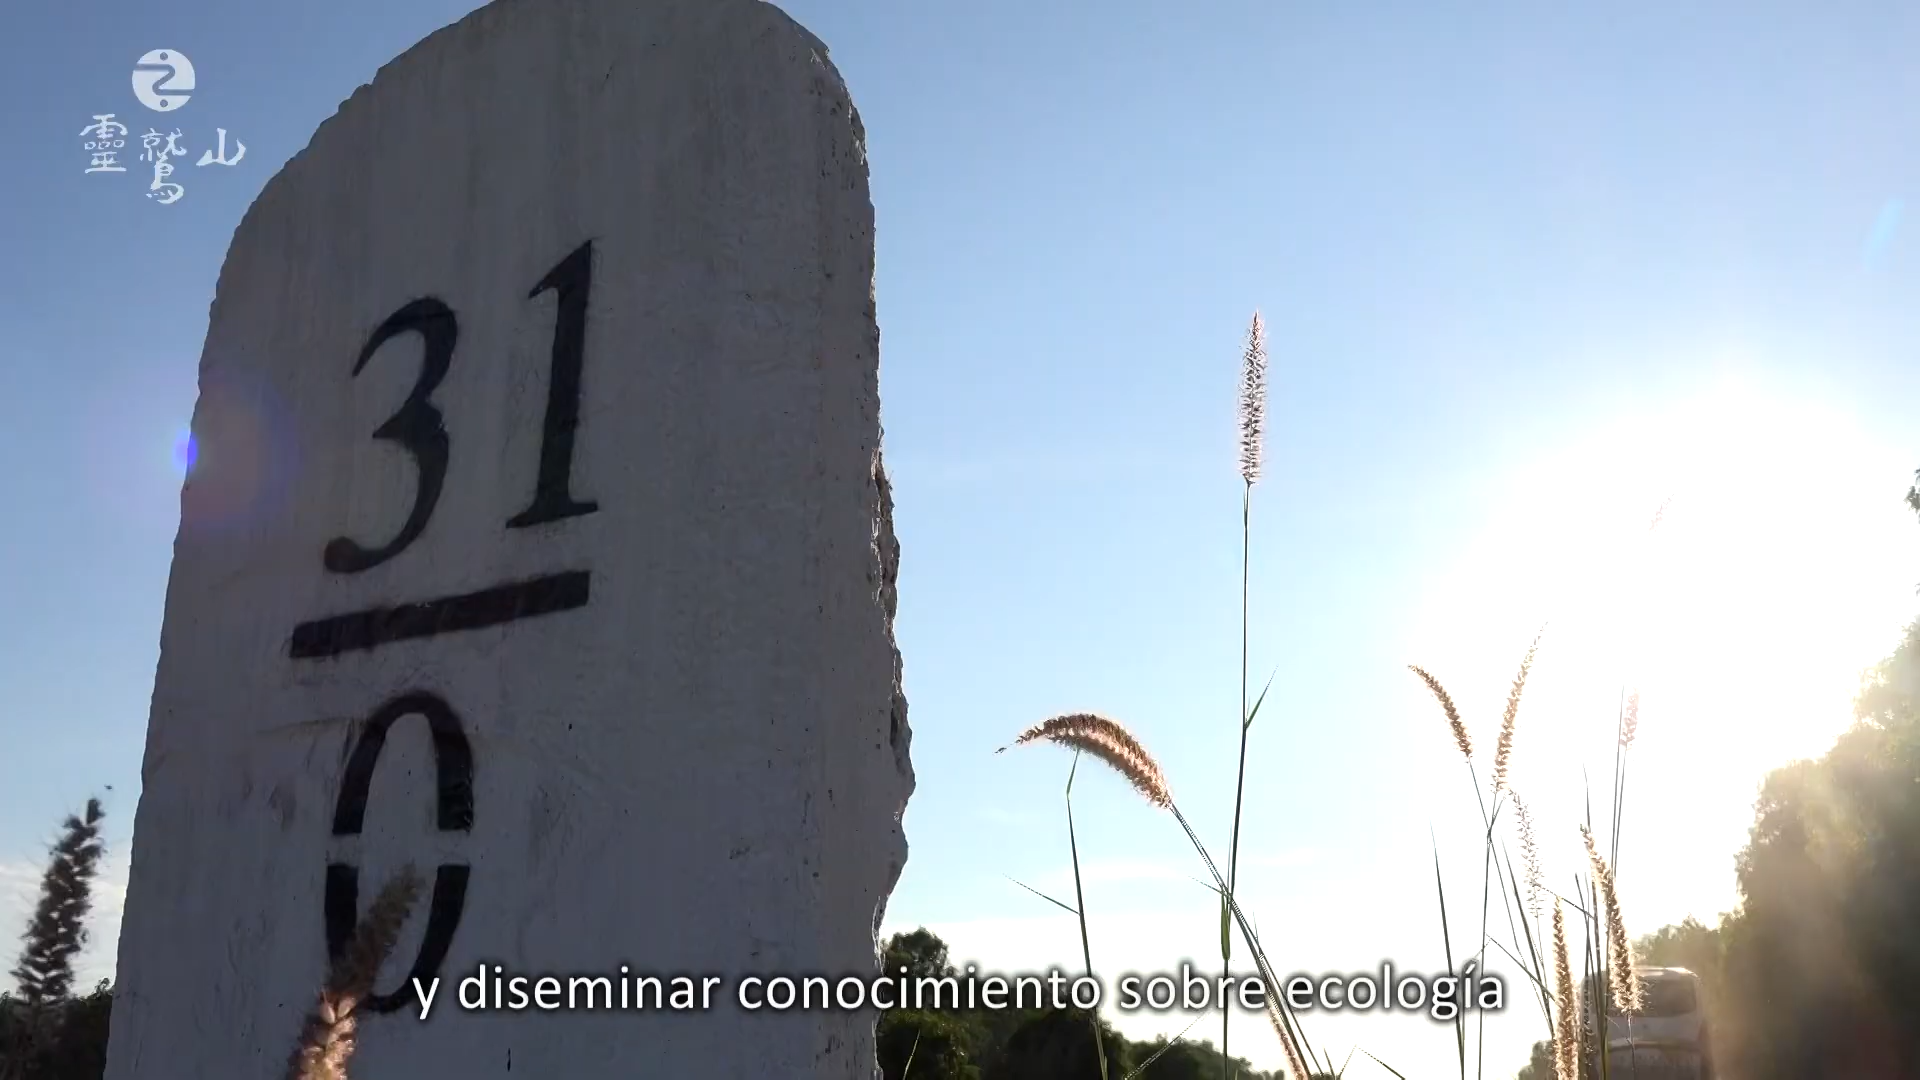 靈鷲山
31
0
y diseminar conocimiento sobre ecología